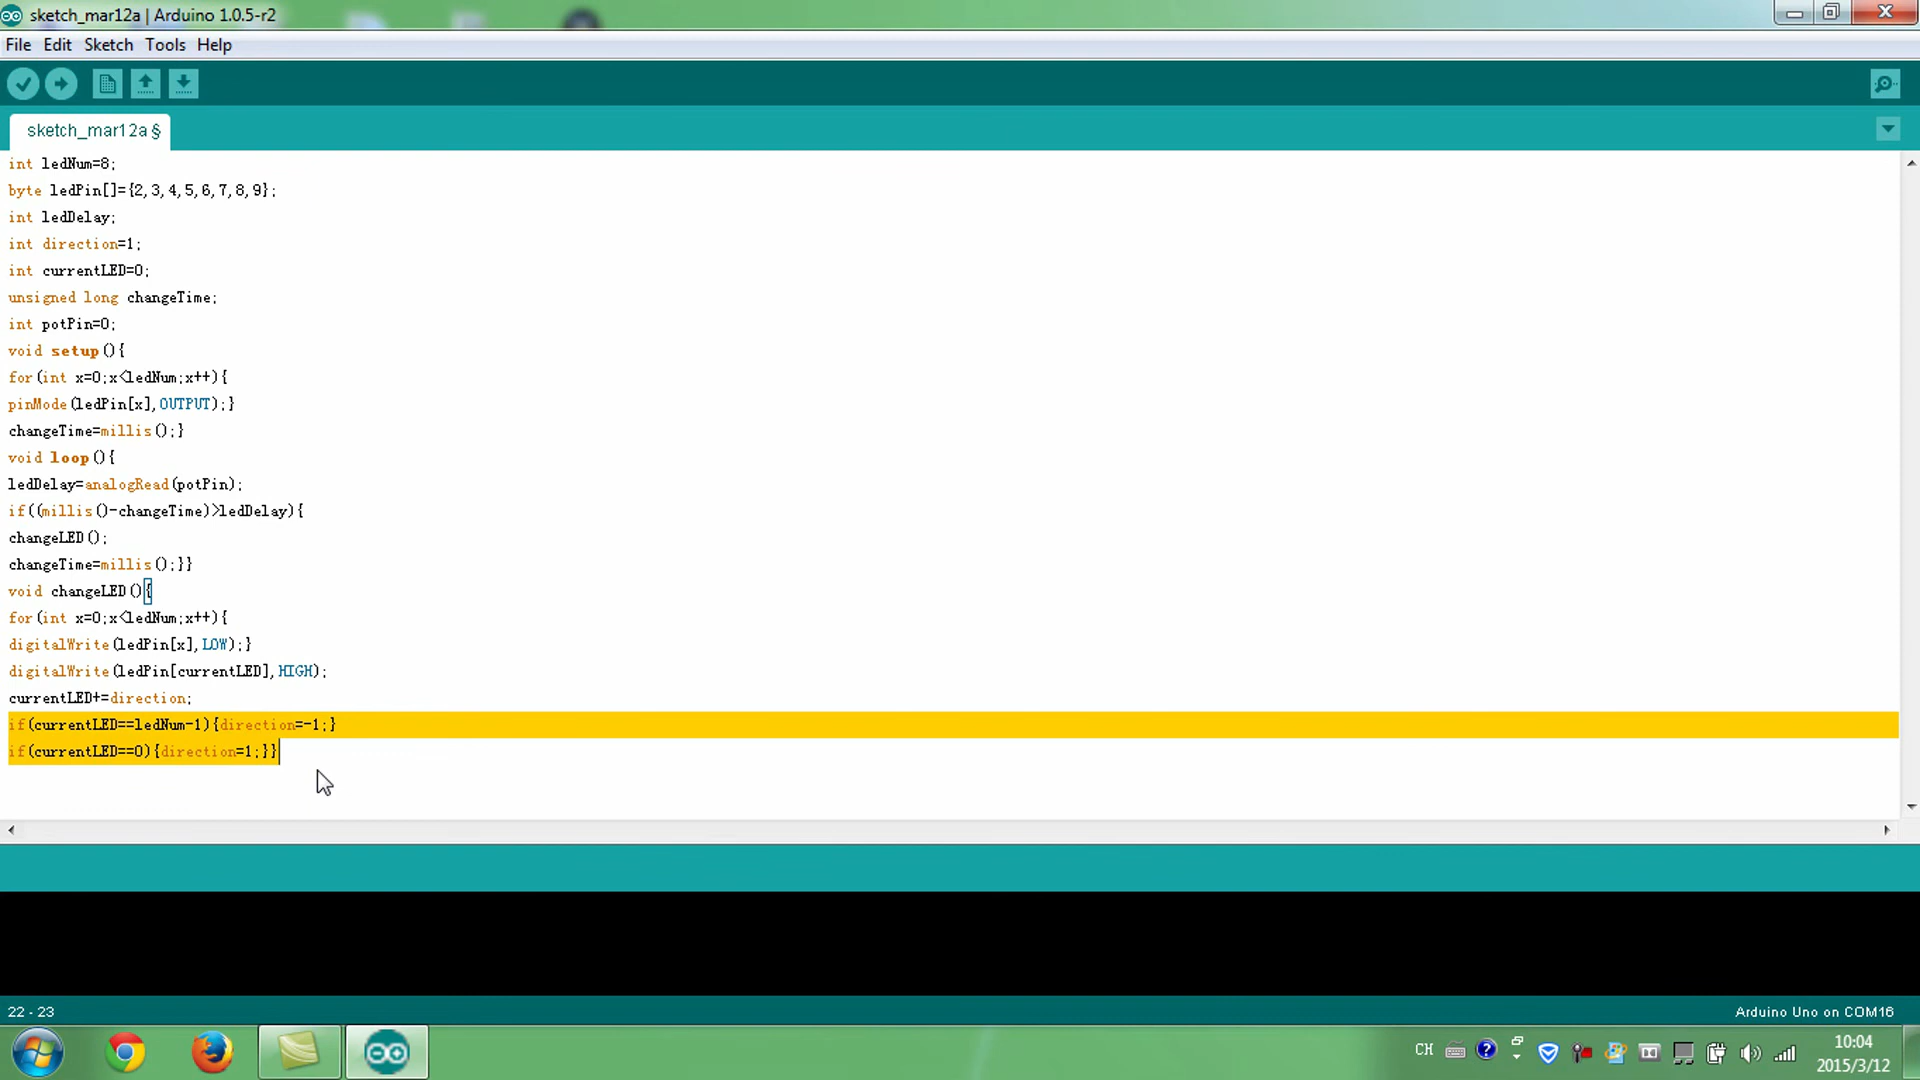 sketch_mar12a | Arduino 1.0.5-r2
File Edit Sketch Tools Help
sketch_mar12a §
int ledNum=8;
byte ledPin[]={2,3,4,5,6,7,8,9};
int ledDelay;
int direction=1;
int currentLED=0;
unsigned long changeTime;
int potPin=0;
void setup(){
for(int x=0;x<ledNum;x++){
pinMode(ledPin[x],OUTPUT);}
changeTime=millis();}
void loop(){
ledDelay=analogRead(potPin);
if((millis()-changeTime)>ledDelay){
changeLED();
changeTime=millis();}}
void changeLED(){
for(int x=0;x<ledNum;x++){
digitalWrite(ledPin[x],LOW);}
digitalWrite(ledPin[currentLED],HIGH);
currentLED+=direction;
if(currentLED==ledNum-1){direction=-1;}
if(currentLED==0){direction=1;}}
22 - 23
Arduino Uno on COM16
CH
10:04
2015/3/12